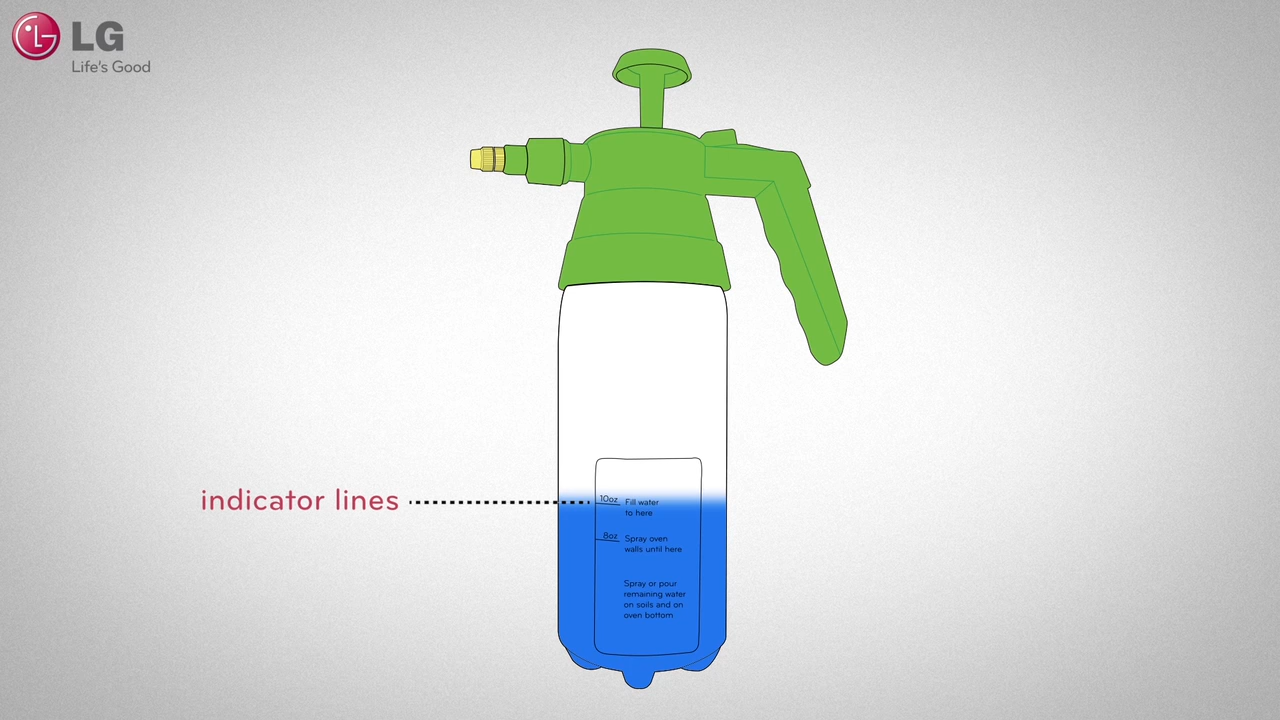 LG
Life's Good
indicator lines
10oz
Fill water
to here
8oz
Spray oven
walls until here
Spray or pour
remaining water
on soils and on
oven bottom